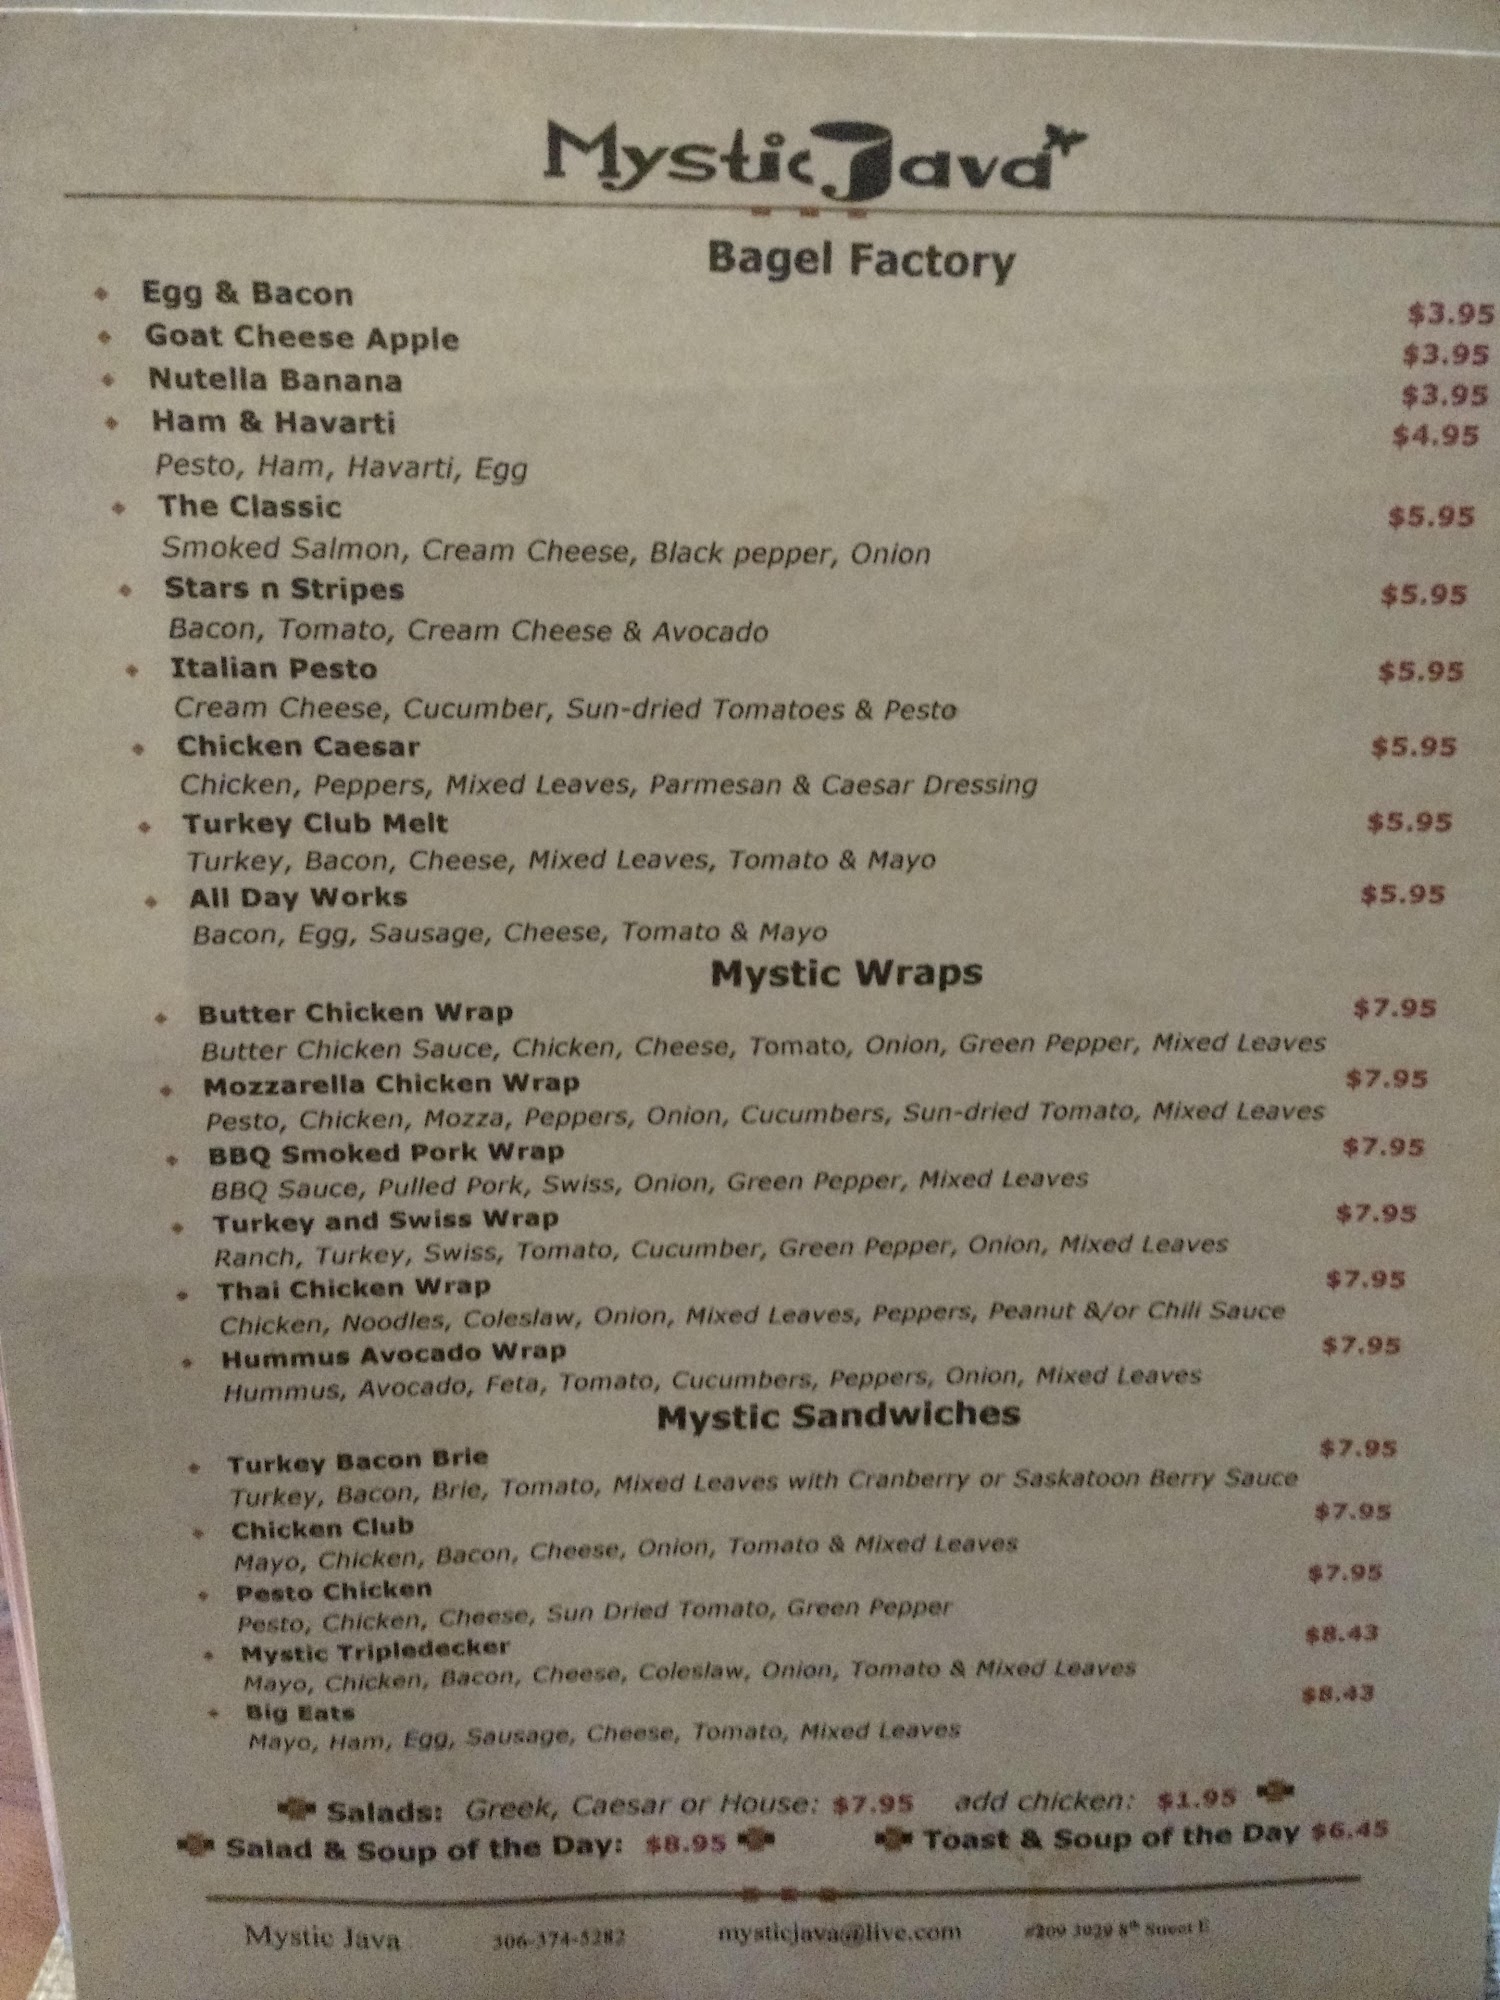 Mystic Java
Bagel Factory
Egg & Bacon $3.95
Goat Cheese Apple $3.95
Nutella Banana $3.95
Ham & Havarti $4.95
Pesto, Ham, Havarti, Egg
The Classic $5.95
Smoked Salmon, Cream Cheese, Black pepper, Onion
Stars n Stripes $5.95
Bacon, Tomato, Cream Cheese & Avocado
Italian Pesto $5.95
Cream Cheese, Cucumber, Sun-dried Tomatoes & Pesto
Chicken Caesar $5.95
Chicken, Peppers, Mixed Leaves, Parmesan & Caesar Dressing
Turkey Club Melt $5.95
Turkey, Bacon, Cheese, Mixed Leaves, Tomato & Mayo
All Day Works $5.95
Bacon, Egg, Sausage, Cheese, Tomato & Mayo
Mystic Wraps
Butter Chicken Wrap $7.95
Butter Chicken Sauce, Chicken, Cheese, Tomato, Onion, Green Pepper, Mixed Leaves
Mozzarella Chicken Wrap $7.95
Pesto, Chicken, Mozza, Peppers, Onion, Cucumbers, Sun-dried Tomato, Mixed Leaves
BBQ Smoked Pork Wrap $7.95
BBQ Sauce, Pulled Pork, Swiss, Onion, Green Pepper, Mixed Leaves
Turkey and Swiss Wrap $7.95
Ranch, Turkey, Swiss, Tomato, Cucumber, Green Pepper, Onion, Mixed Leaves
Thai Chicken Wrap $7.95
Chicken, Noodles, Coleslaw, Onion, Mixed Leaves, Peppers, Peanut &/or Chili Sauce
Hummus Avocado Wrap $7.95
Hummus, Avocado, Feta, Tomato, Cucumbers, Peppers, Onion, Mixed Leaves
Mystic Sandwiches
Turkey Bacon Brie $7.95
Turkey, Bacon, Brie, Tomato, Mixed Leaves with Cranberry or Saskatoon Berry Sauce
Chicken Club $7.95
Mayo, Chicken, Bacon, Cheese, Onion, Tomato & Mixed Leaves
Pesto Chicken $7.95
Pesto, Chicken, Cheese, Sun Dried Tomato, Green Pepper
Mystic Tripledecker $8.43
Mayo, Chicken, Bacon, Cheese, Coleslaw, Onion, Tomato & Mixed Leaves
Big Eats $8.43
Mayo, Ham, Egg, Sausage, Cheese, Tomato, Mixed Leaves
Salads: Greek, Caesar or House: $7.95 add chicken: $1.95
Salad & Soup of the Day: $8.95 Toast & Soup of the Day $6.45
Mystic Java 306-374-5282 mysticjava@live.com #209 3929 8th Street E